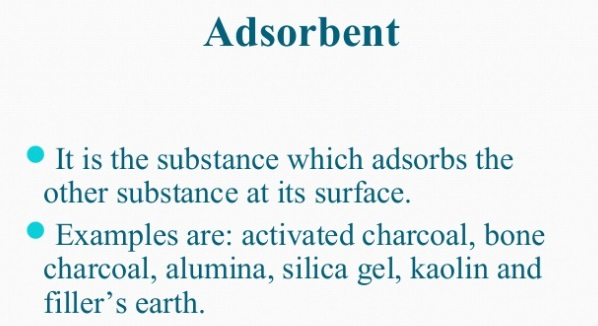 Adsorbent
It is the substance which adsorbs the
other substance at its surface.
Examples are: activated charcoal, bone
charcoal, alumina, silica gel, kaolin and
filler’s earth.